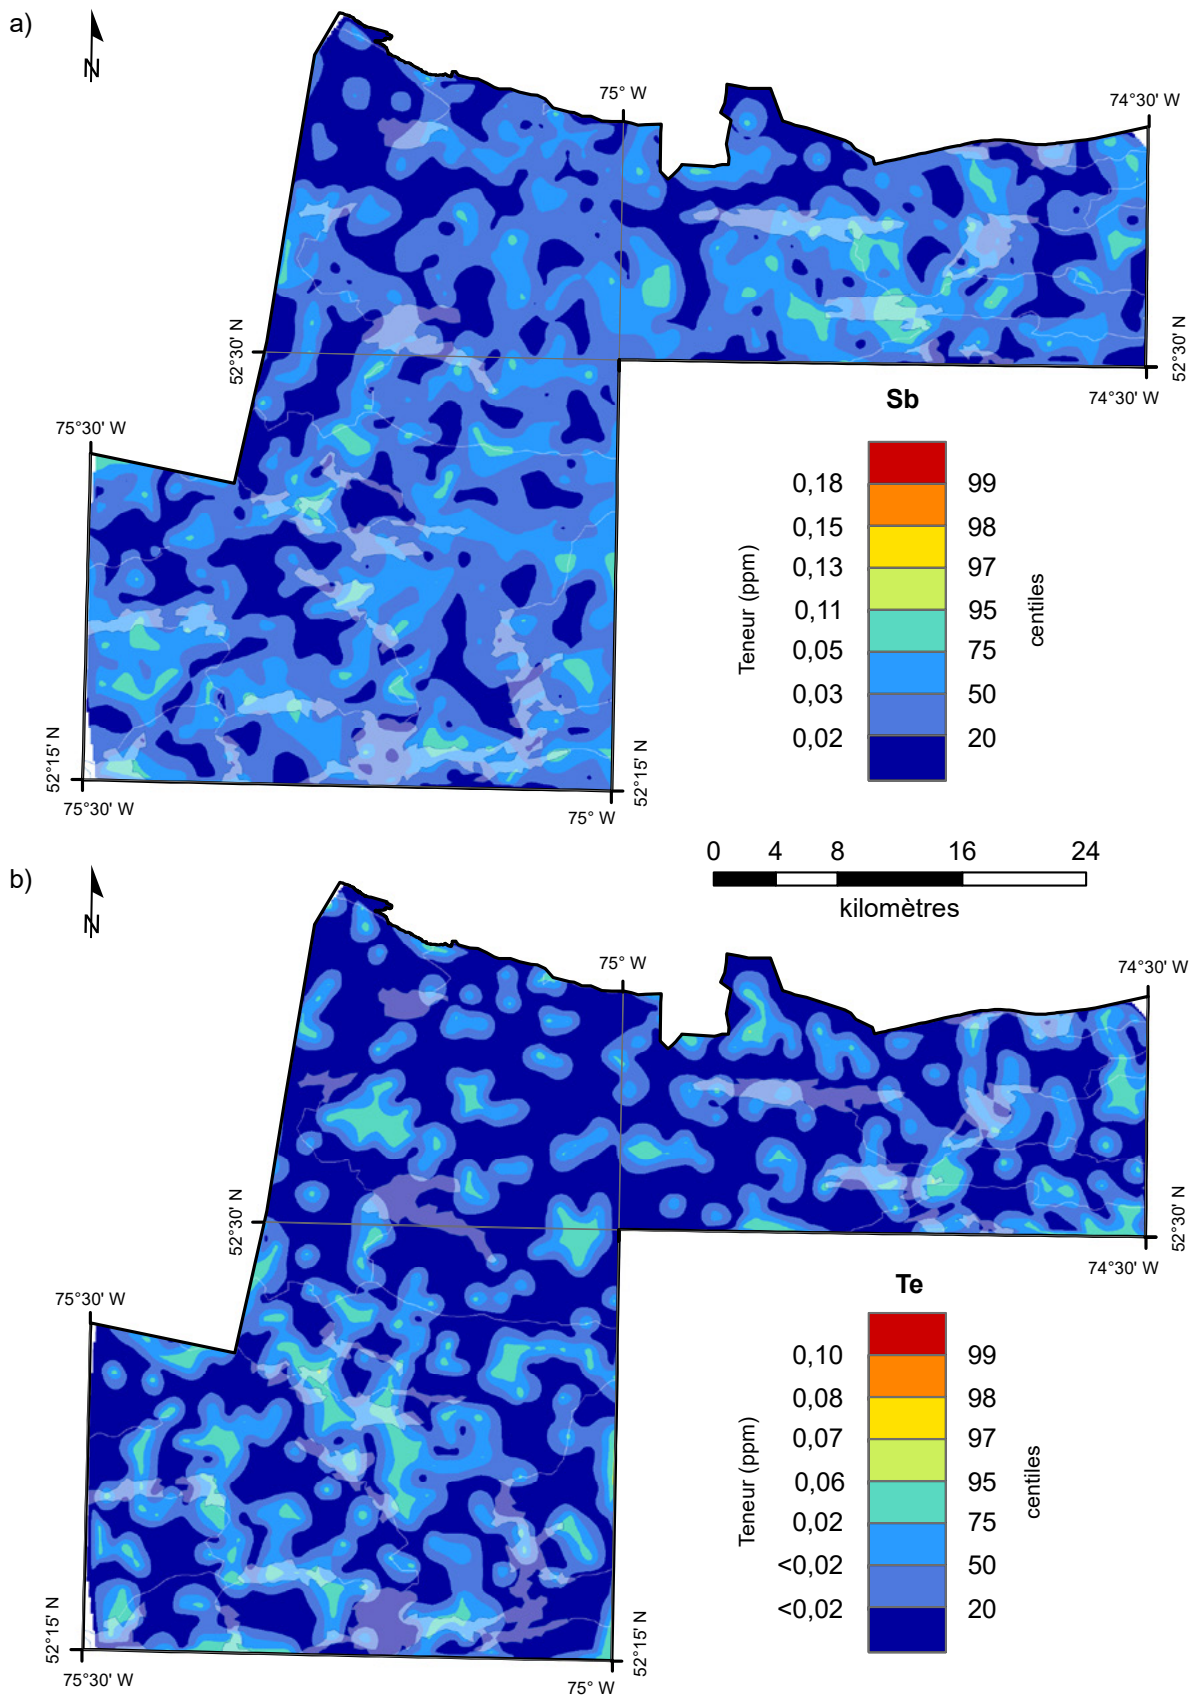 a)
N
75° W
74°30' W
52°30' N
52°30' N
74°30' W
75°30' W
Sb
Teneur (ppm)
centiles
0,18 99
0,15 98
0,13 97
0,11 95
0,05 75
0,03 50
0,02 20
52°15' N
52°15' N
75°30' W
75° W
0 4 8 16 24
kilomètres
b)
N
75° W
74°30' W
52°30' N
52°30' N
74°30' W
75°30' W
Te
Teneur (ppm)
centiles
0,10 99
0,08 98
0,07 97
0,06 95
0,02 75
<0,02 50
<0,02 20
52°15' N
52°15' N
75°30' W
75° W